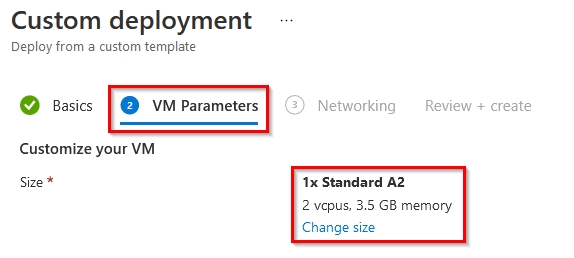 Custom deployment ...
Deploy from a custom template
Basics 2 VM Parameters 3 Networking Review + create
Customize your VM
Size * 1x Standard A2
2 vcpus, 3.5 GB memory
Change size